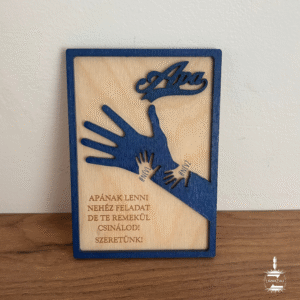 Apa
APÁNAK LENNI
NEHÉZ FELADAT
DE TE REMEKÜL
CSINÁLOD!
SZERETÜNK!